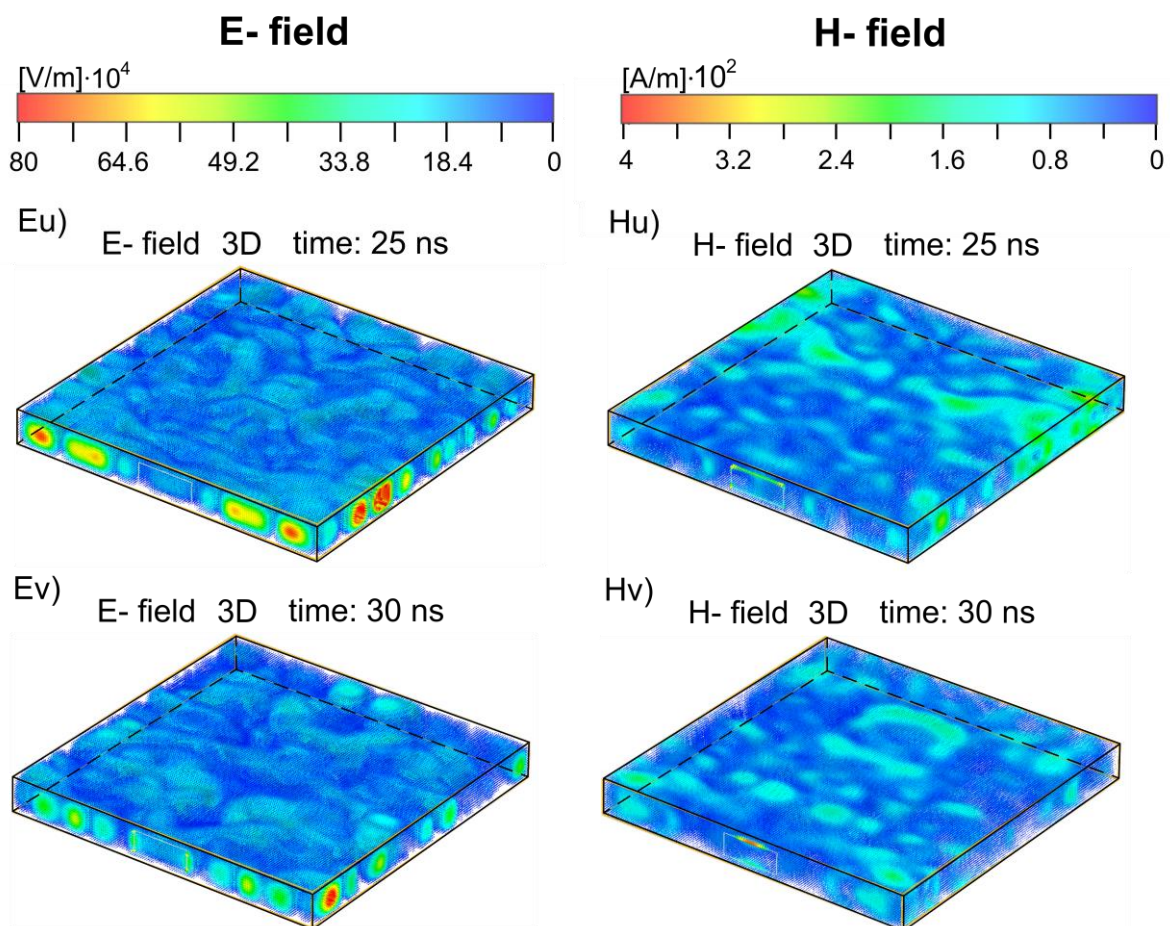 E- field
H- field
[V/m]·10⁴
[A/m]·10²
80 64.6 49.2 33.8 18.4 0
4 3.2 2.4 1.6 0.8 0
Eu)
E- field 3D time: 25 ns
Hu)
H- field 3D time: 25 ns
Ev)
E- field 3D time: 30 ns
Hv)
H- field 3D time: 30 ns